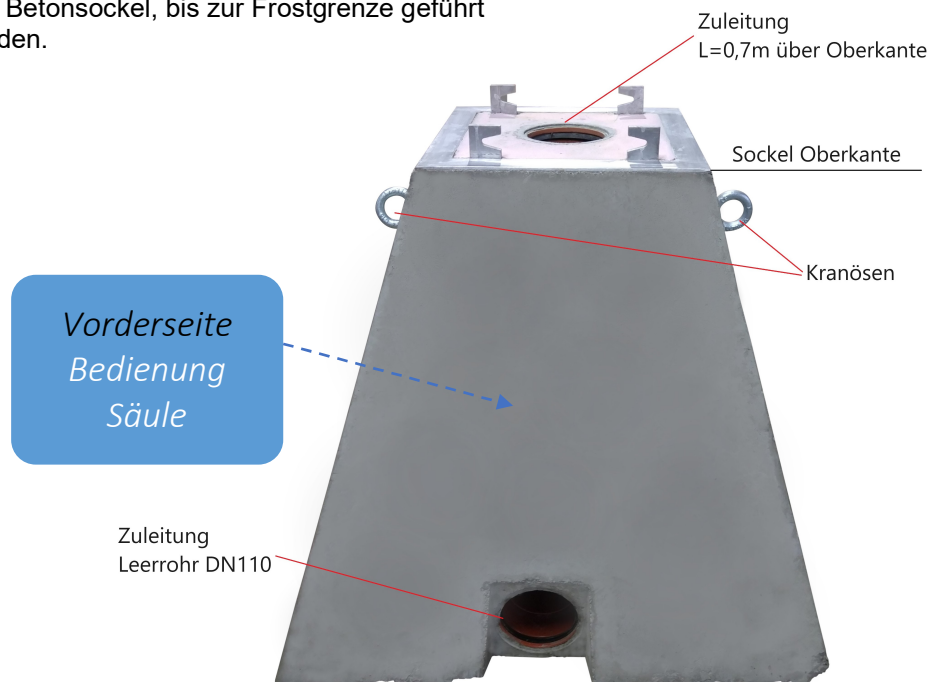 Betonsockel, bis zur Frostgrenze geführt
den.
Zuleitung
L=0,7m über Oberkante
Sockel Oberkante
Kranösen
Vorderseite
Bedienung
Säule
Zuleitung
Leerrohr DN110